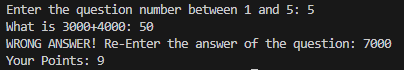 Enter the question number between 1 and 5: 5
What is 3000+4000: 50
WRONG ANSWER! Re-Enter the answer of the question: 7000
Your Points: 9